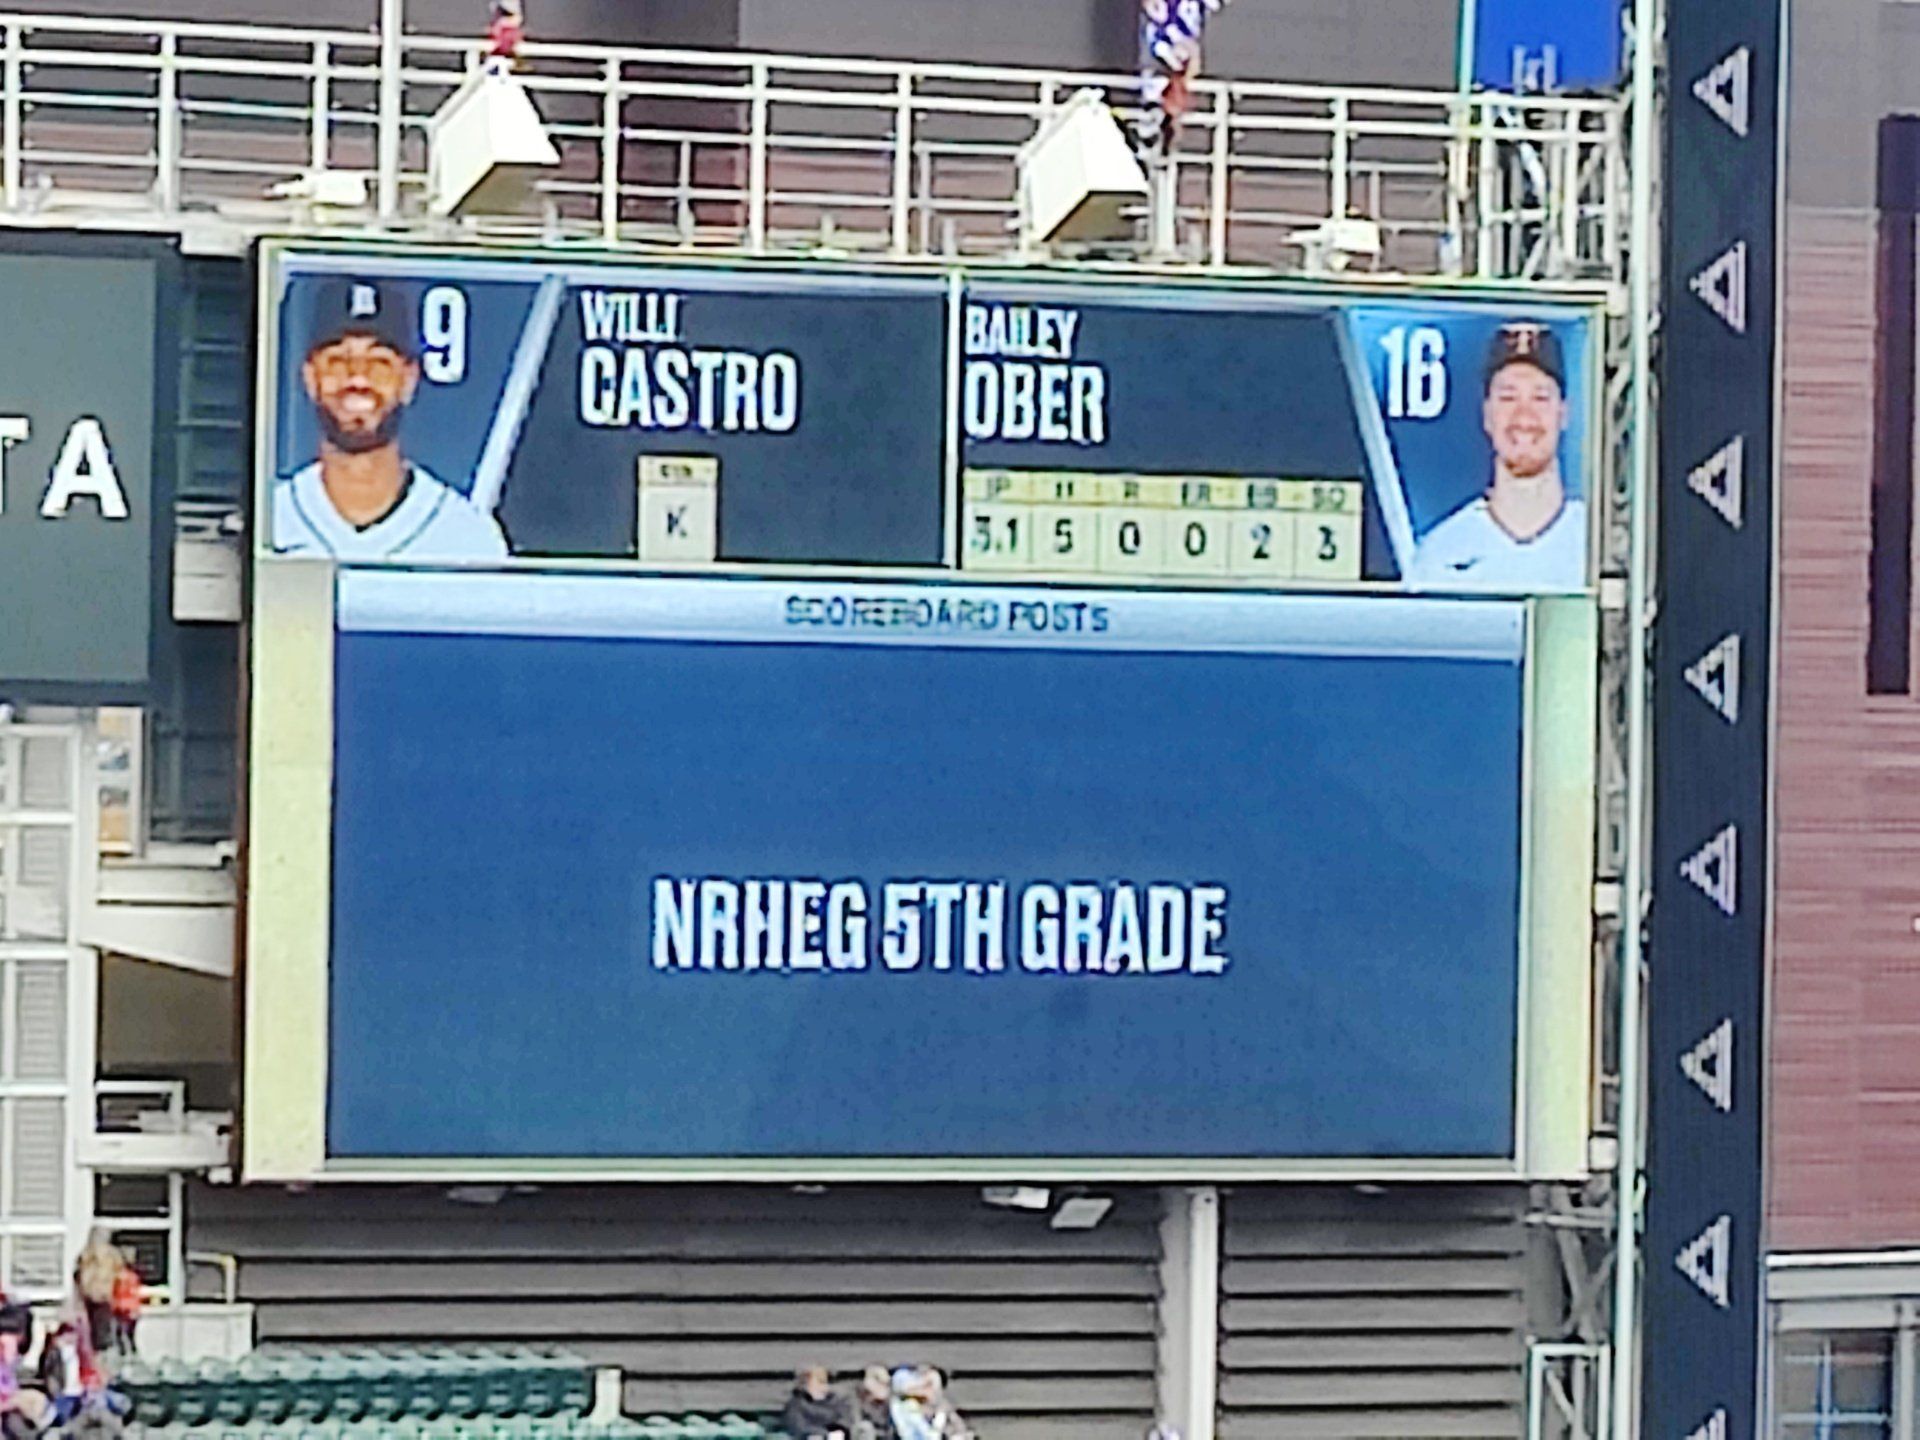 TA
9
WILLI
CASTRO
K
BAILEY
OBER
16
IP H R ER BB SO
3.1 5 0 0 2 3
SCOREBOARD POSTS
NRHEG 5TH GRADE